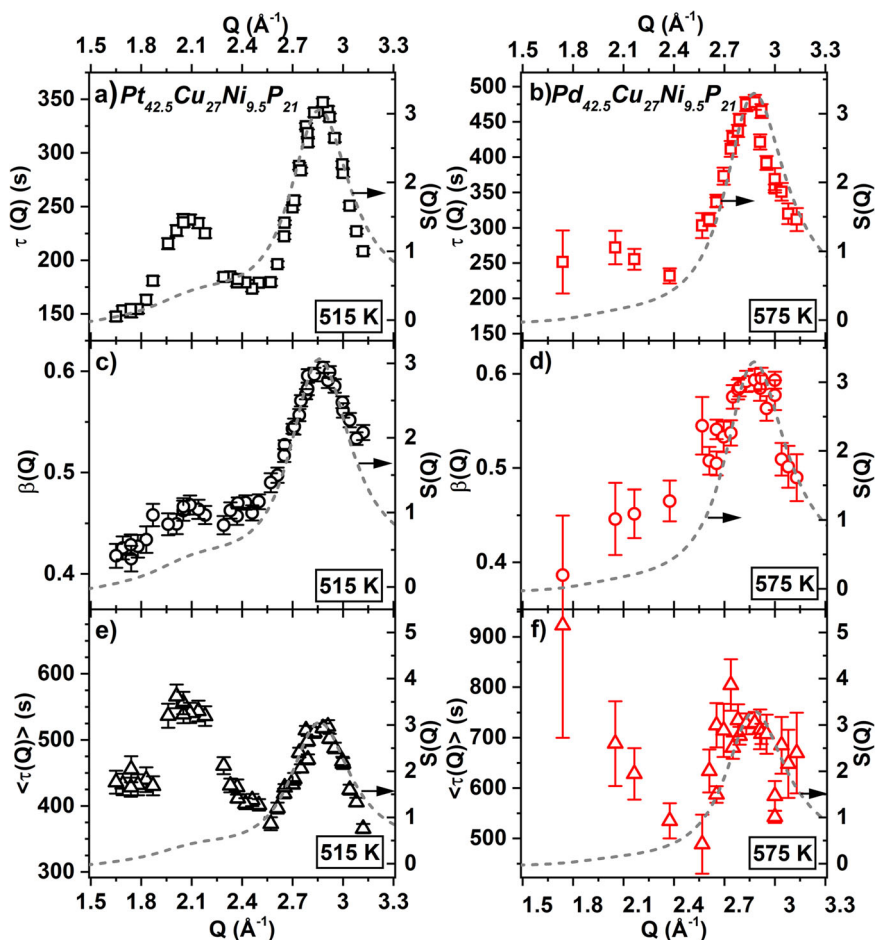 Q (Å-1) Q (Å-1)
1.5 1.8 2.1 2.4 2.7 3 3.3 1.5 1.8 2.1 2.4 2.7 3 3.3
a) Pt42.5Cu27Ni9.5P21 b) Pd42.5Cu27Ni9.5P21
τ (Q) (s)
350
300
250
200
150
3
2
1
0
S(Q)
515 K
τ (Q) (s)
500
450
400
350
300
250
200
150
3
2
1
0
S(Q)
575 K
c)
β(Q)
0.6
0.5
0.4
3
2
1
0
S(Q)
515 K
d)
β(Q)
0.6
0.5
0.4
3
2
1
0
S(Q)
575 K
e)
<τ(Q)> (s)
600
500
400
300
5
4
3
2
1
0
S(Q)
515 K
f)
<τ(Q)> (s)
900
800
700
600
500
5
4
3
2
1
0
S(Q)
575 K
1.5 1.8 2.1 2.4 2.7 3 3.3 1.5 1.8 2.1 2.4 2.7 3 3.3
Q (Å-1) Q (Å-1)